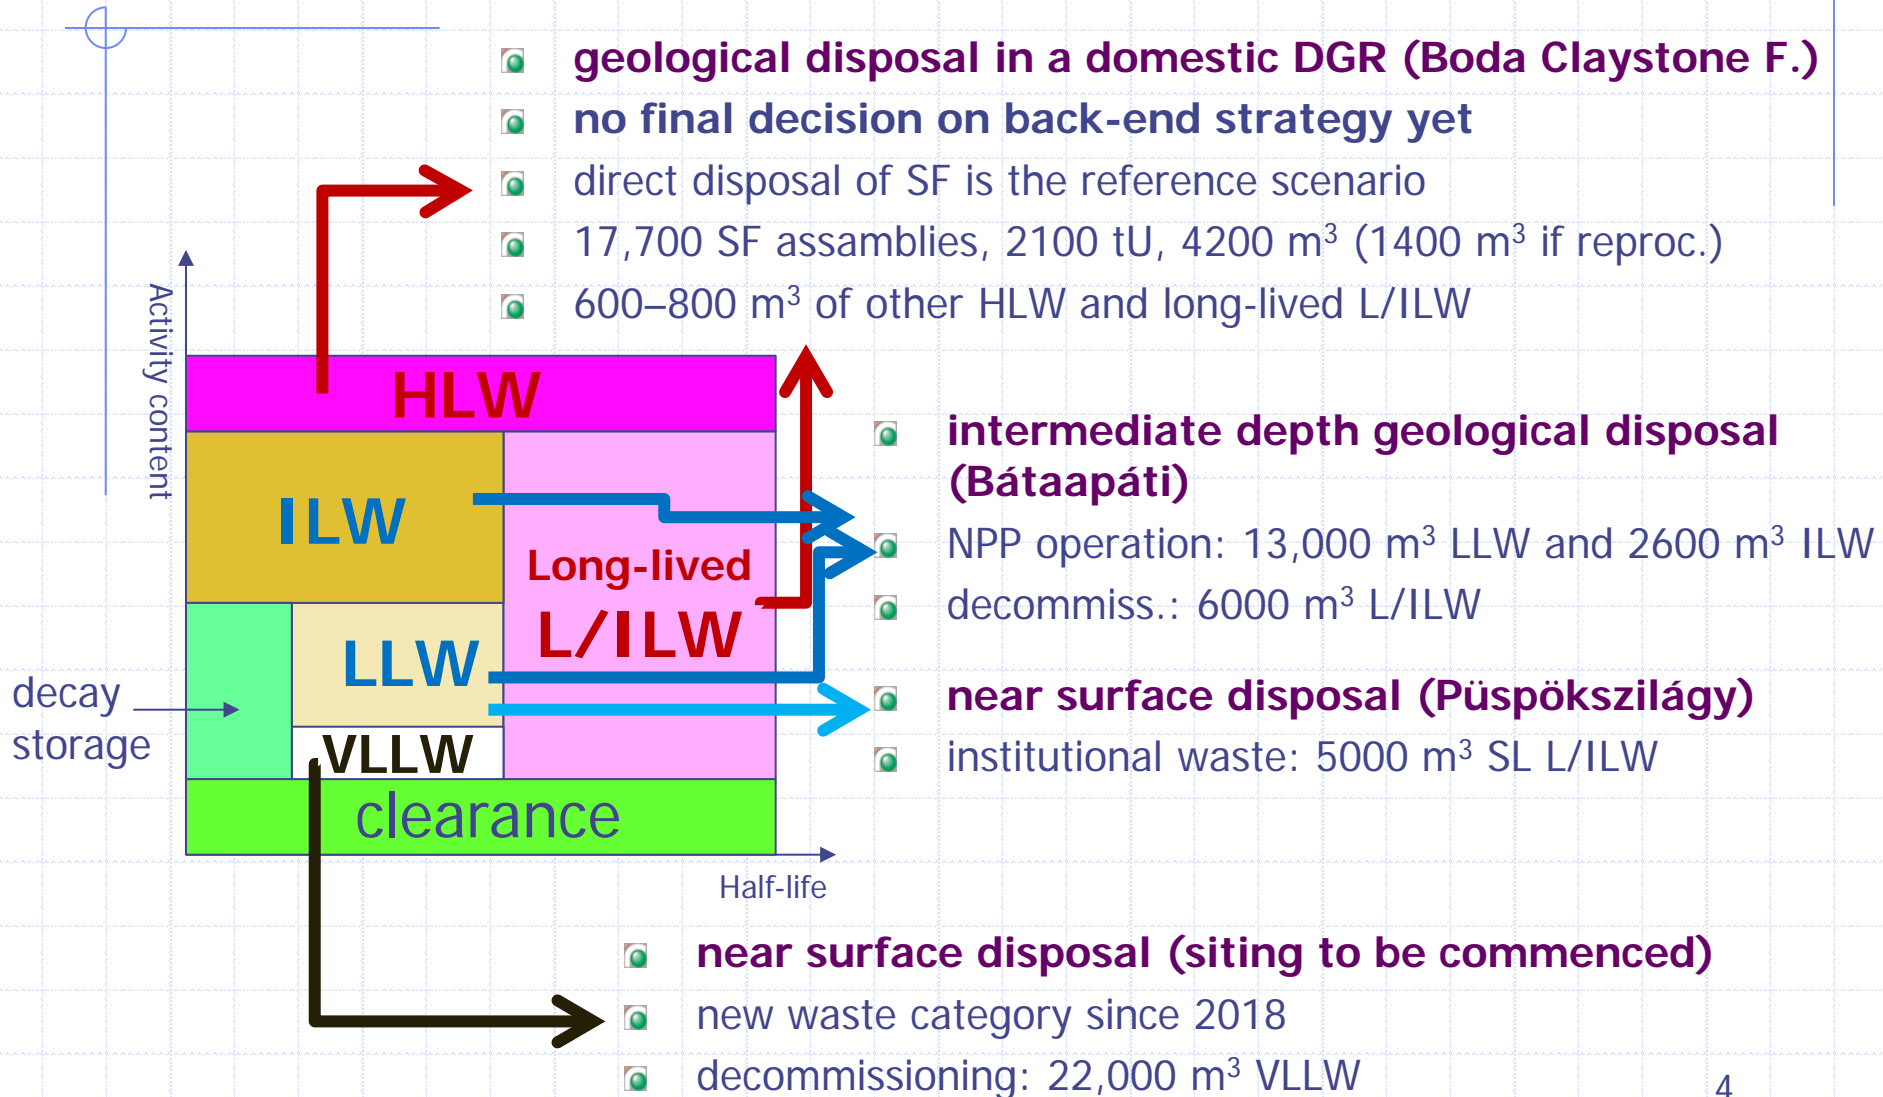 geological disposal in a domestic DGR (Boda Claystone F.)
no final decision on back-end strategy yet
direct disposal of SF is the reference scenario
17,700 SF assamblies, 2100 tU, 4200 m³ (1400 m³ if reproc.)
600–800 m³ of other HLW and long-lived L/ILW
Activity content
HLW
ILW
Long-lived
L/ILW
LLW
VLLW
decay
storage
clearance
Half-life
intermediate depth geological disposal
(Bátaapáti)
NPP operation: 13,000 m³ LLW and 2600 m³ ILW
decommiss.: 6000 m³ L/ILW
near surface disposal (Püspökszilágy)
institutional waste: 5000 m³ SL L/ILW
near surface disposal (siting to be commenced)
new waste category since 2018
decommissioning: 22,000 m³ VLLW
4